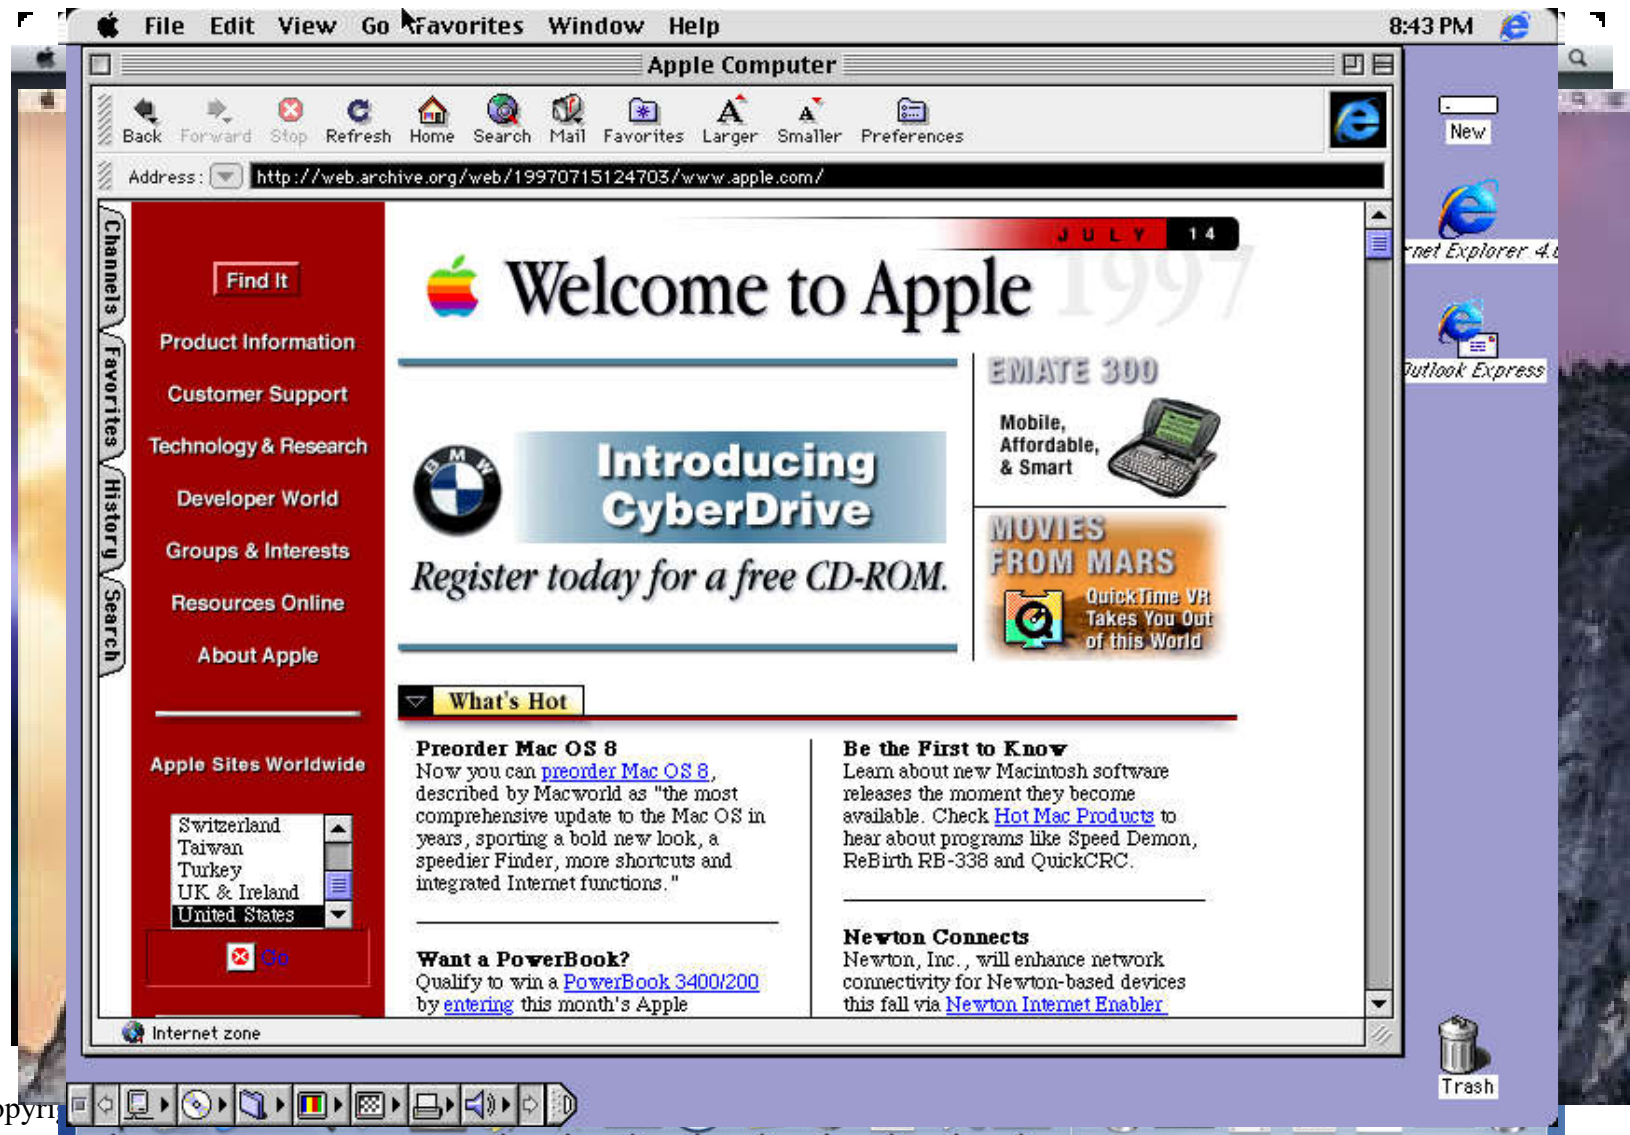 File Edit View Go Favorites Window Help
8:43 PM
Apple Computer
Back Forward Stop Refresh Home Search Mail Favorites Larger Smaller Preferences
Address: http://web.archive.org/web/19970715124703/www.apple.com/
New
Explorer 4.
Outlook Express
Trash
Channels
Favorites
History
Search
Find It
Product Information
Customer Support
Technology & Research
Developer World
Groups & Interests
Resources Online
About Apple
Apple Sites Worldwide
Switzerland
Taiwan
Turkey
UK & Ireland
United States
Go
JULY 14
1997
Welcome to Apple
BMW
Introducing
CyberDrive
Register today for a free CD-ROM.
EMATE 300
Mobile,
Affordable,
& Smart
MOVIES
FROM MARS
QuickTime VR
Takes You Out
of this World
What's Hot
Preorder Mac OS 8
Now you can preorder Mac OS 8,
described by Macworld as "the most
comprehensive update to the Mac OS in
years, sporting a bold new look, a
speedier Finder, more shortcuts and
integrated Internet functions."
Want a PowerBook?
Qualify to win a PowerBook 3400/200
by entering this month's Apple
Be the First to Know
Learn about new Macintosh software
releases the moment they become
available. Check Hot Mac Products to
hear about programs like Speed Demon,
ReBirth RB-338 and QuickCRC.
Newton Connects
Newton, Inc., will enhance network
connectivity for Newton-based devices
this fall via Newton Internet Enabler
Internet zone